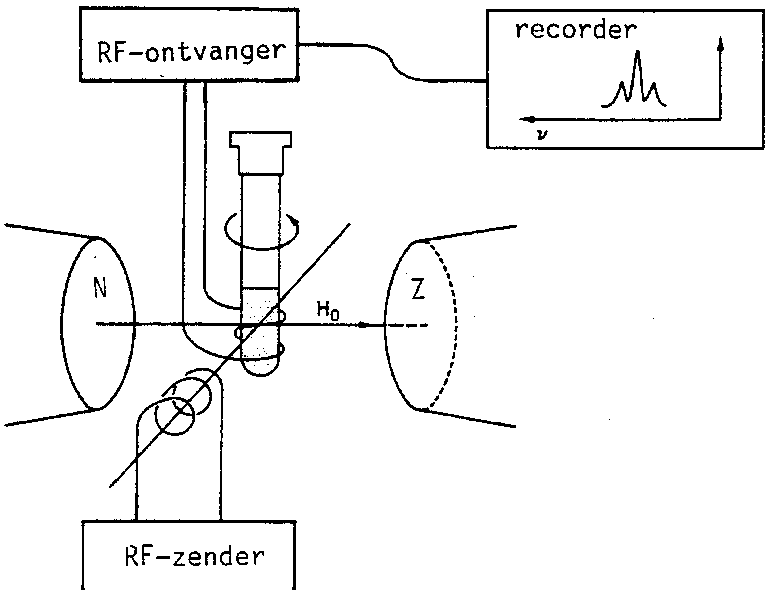 RF-ontvanger
recorder
ν
N
H₀
Z
RF-zender